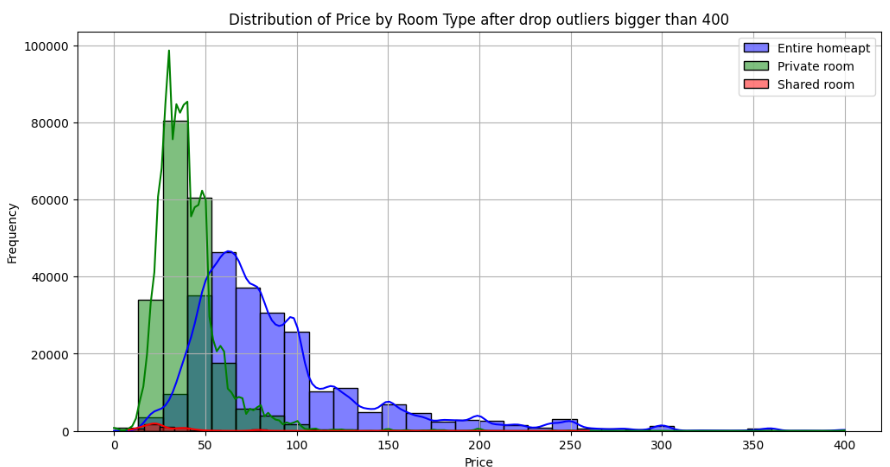 Distribution of Price by Room Type after drop outliers bigger than 400
Entire homeapt
Private room
Shared room
Frequency
100000
80000
60000
40000
20000
0
0 50 100 150 200 250 300 350 400
Price